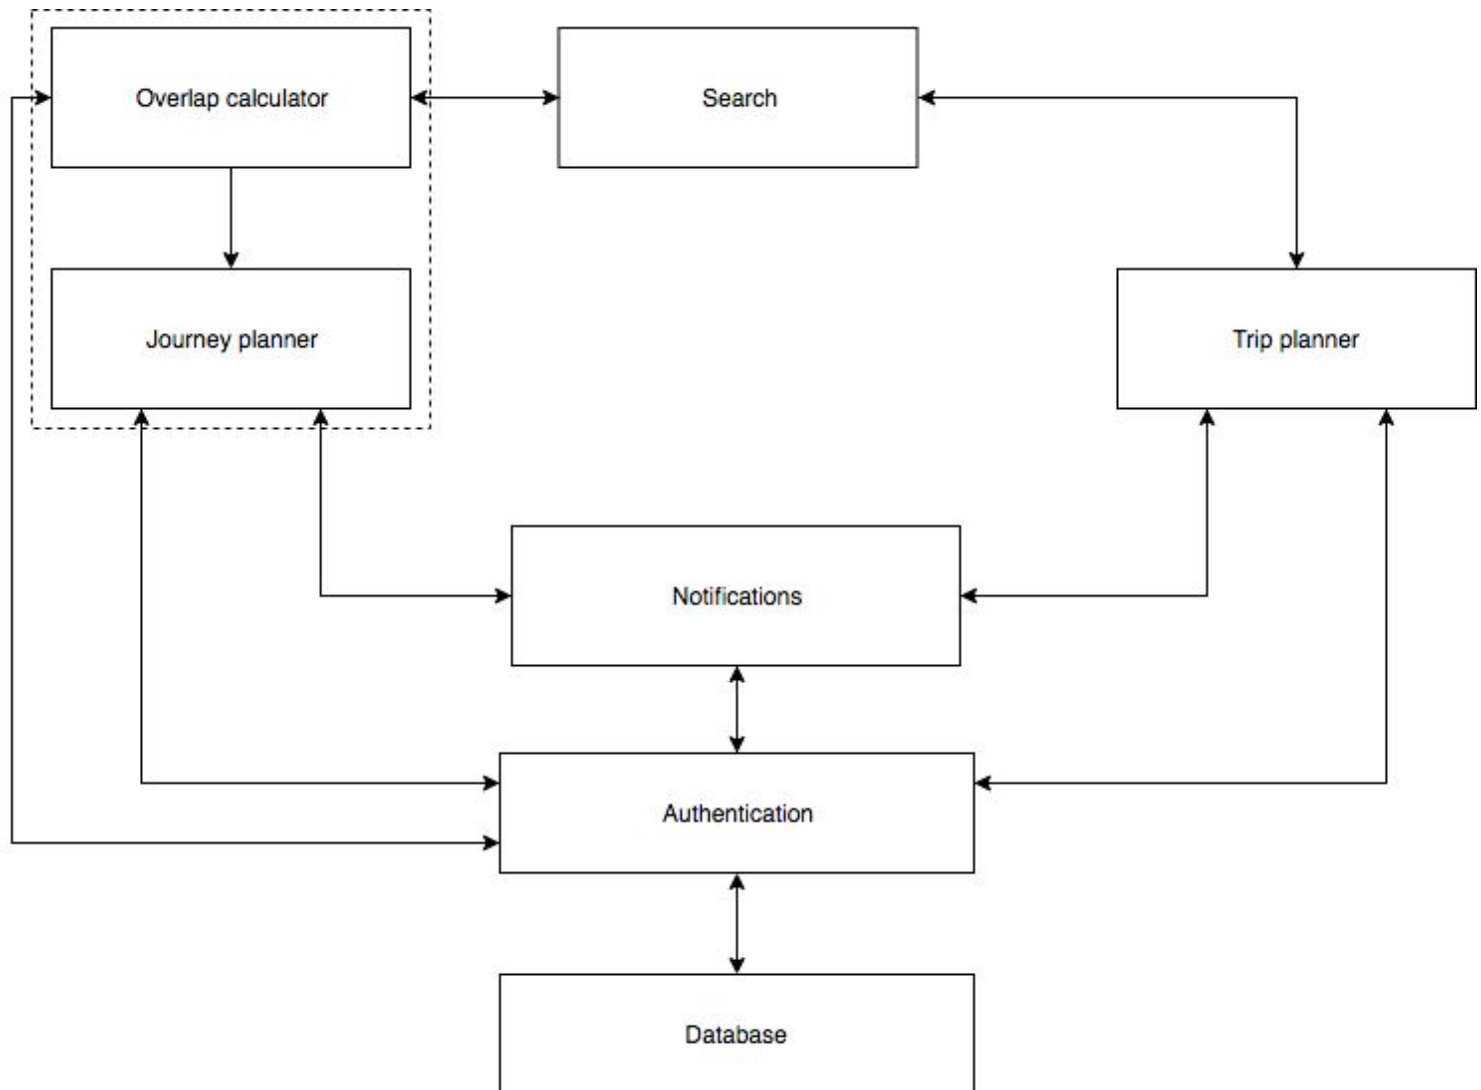 Overlap calculator
Search
Journey planner
Trip planner
Notifications
Authentication
Database